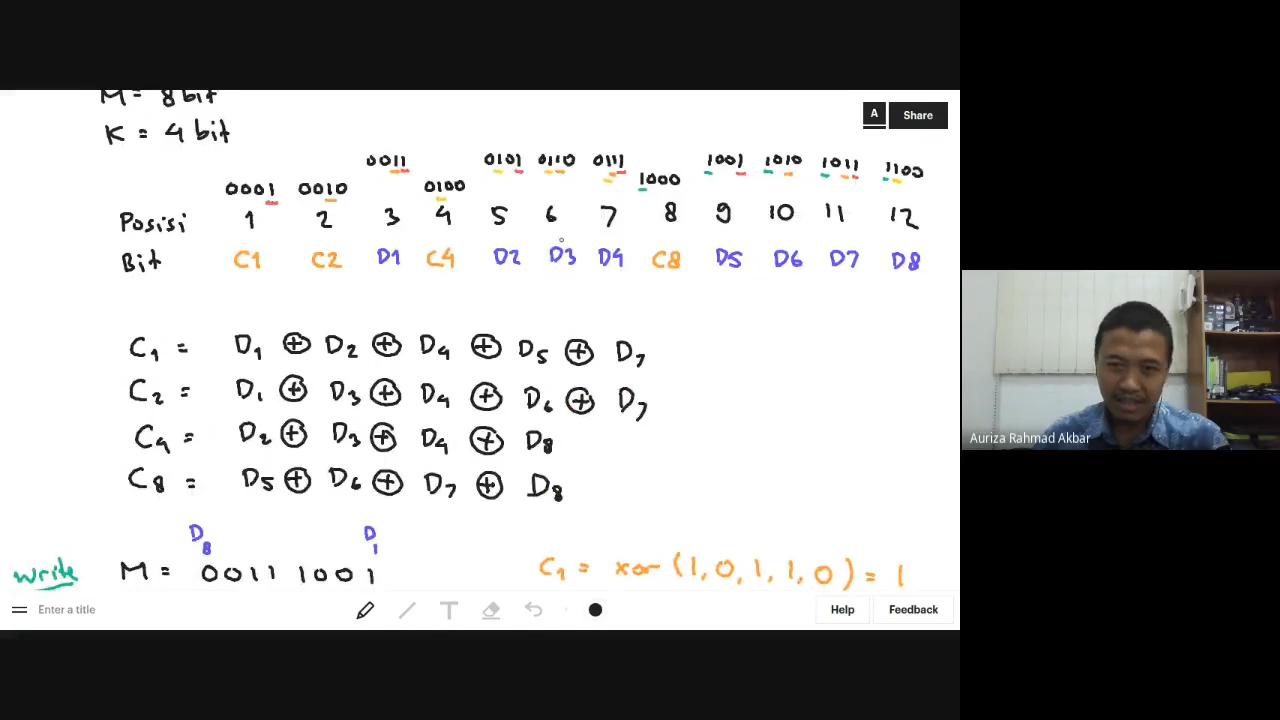 M = 8 bit
K = 4 bit
A Share
0011 0101 0110 0111 1001 1010 1011 1100
0001 0010 0100 1000
Posisi 1 2 3 4 5 6 7 8 9 10 11 12
Bit C1 C2 D1 C4 D2 D3 D4 C8 D5 D6 D7 D8
C1 = D1 ⊕ D2 ⊕ D4 ⊕ D5 ⊕ D7
C2 = D1 ⊕ D3 ⊕ D4 ⊕ D6 ⊕ D7
C4 = D2 ⊕ D3 ⊕ D4 ⊕ D8
C8 = D5 ⊕ D6 ⊕ D7 ⊕ D8
Auriza Rahmad Akbar
D8 D1
write M = 0011 1001 C1 = xor (1, 0, 1, 1, 0) = 1
Enter a title T Help Feedback